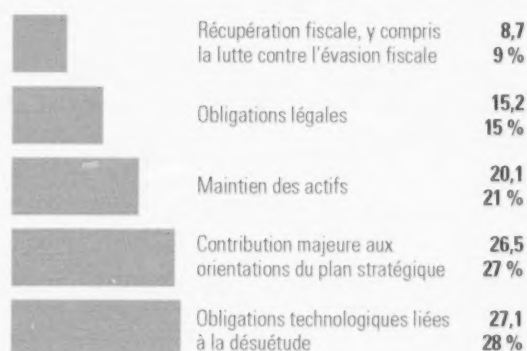 Récupération fiscale, y compris 8,7
la lutte contre l'évasion fiscale 9 %
Obligations légales 15,2
15 %
Maintien des actifs 20,1
21 %
Contribution majeure aux 26,5
orientations du plan stratégique 27 %
Obligations technologiques liées 27,1
à la désuétude 28 %